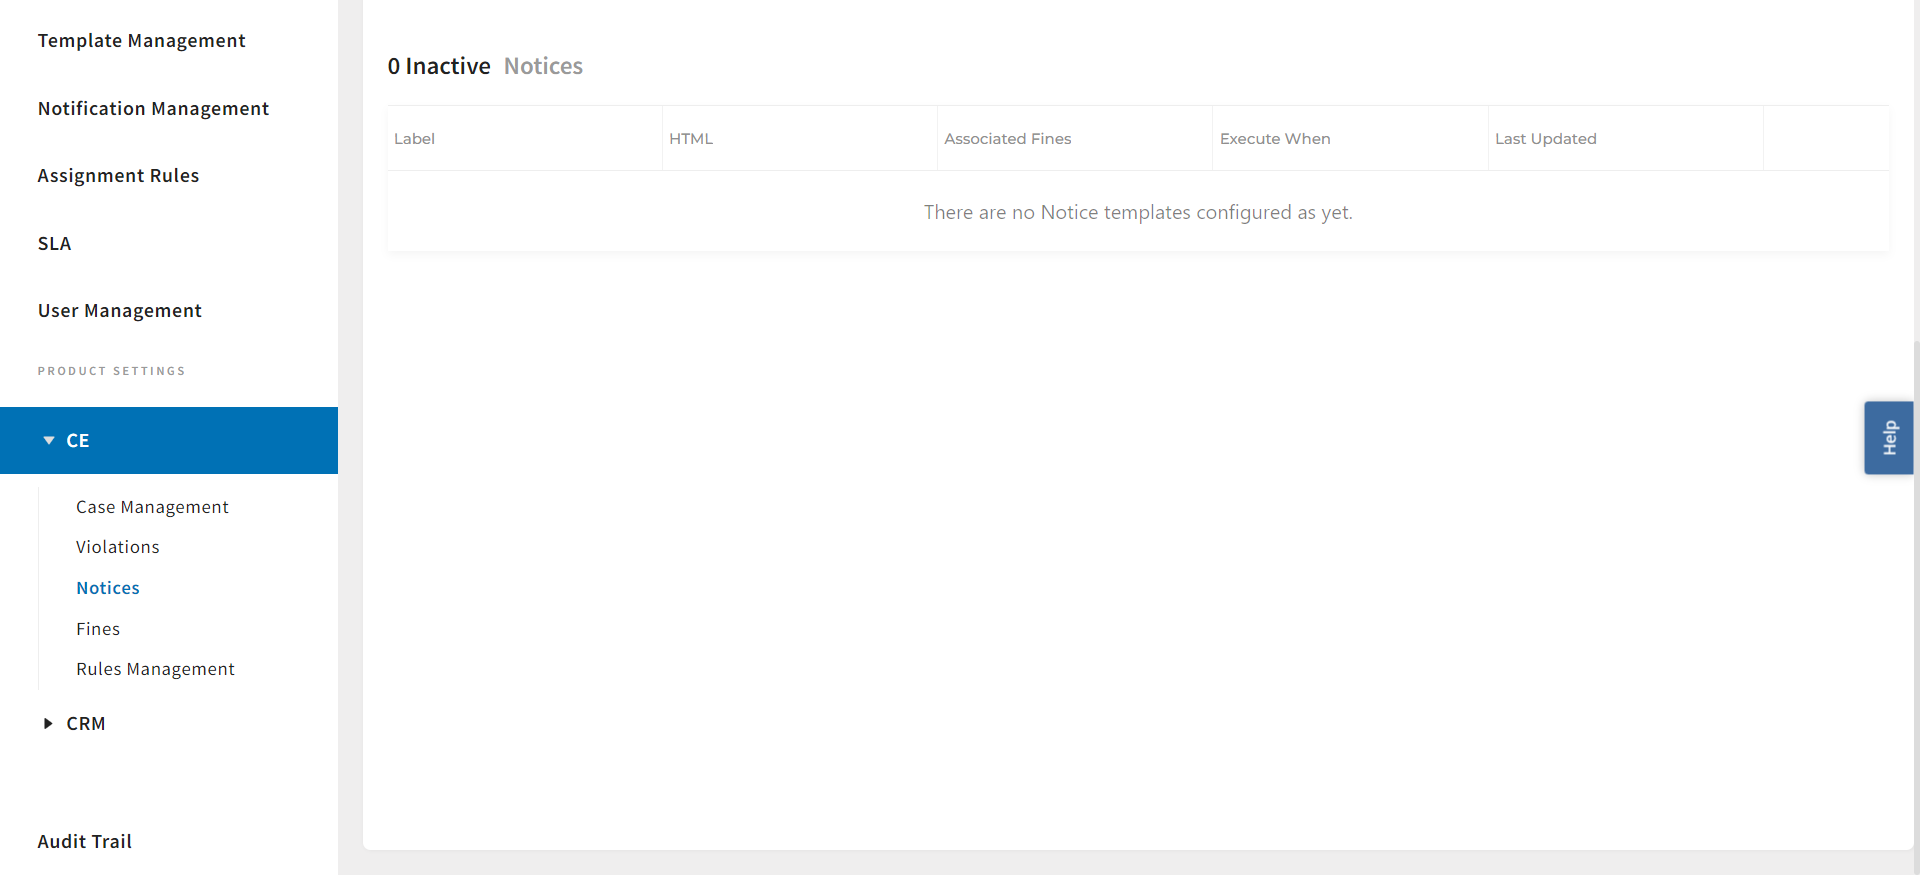 Template Management
Notification Management
Assignment Rules
SLA
User Management
PRODUCT SETTINGS
CE
Case Management
Violations
Notices
Fines
Rules Management
CRM
Audit Trail
0 Inactive Notices
Label HTML Associated Fines Execute When Last Updated
There are no Notice templates configured as yet.
Help